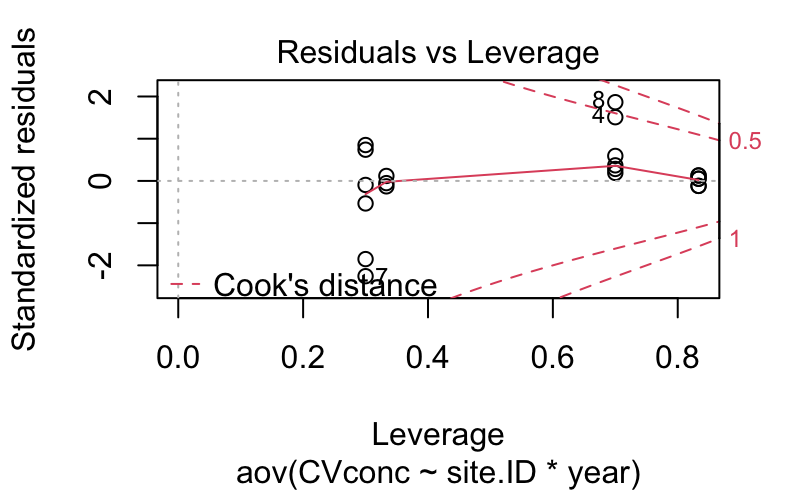 Residuals vs Leverage
Standardized residuals
2
0
-2
8
4
7
0.5
1
Cook's distance
0.0 0.2 0.4 0.6 0.8
Leverage
aov(CVconc ~ site.ID * year)